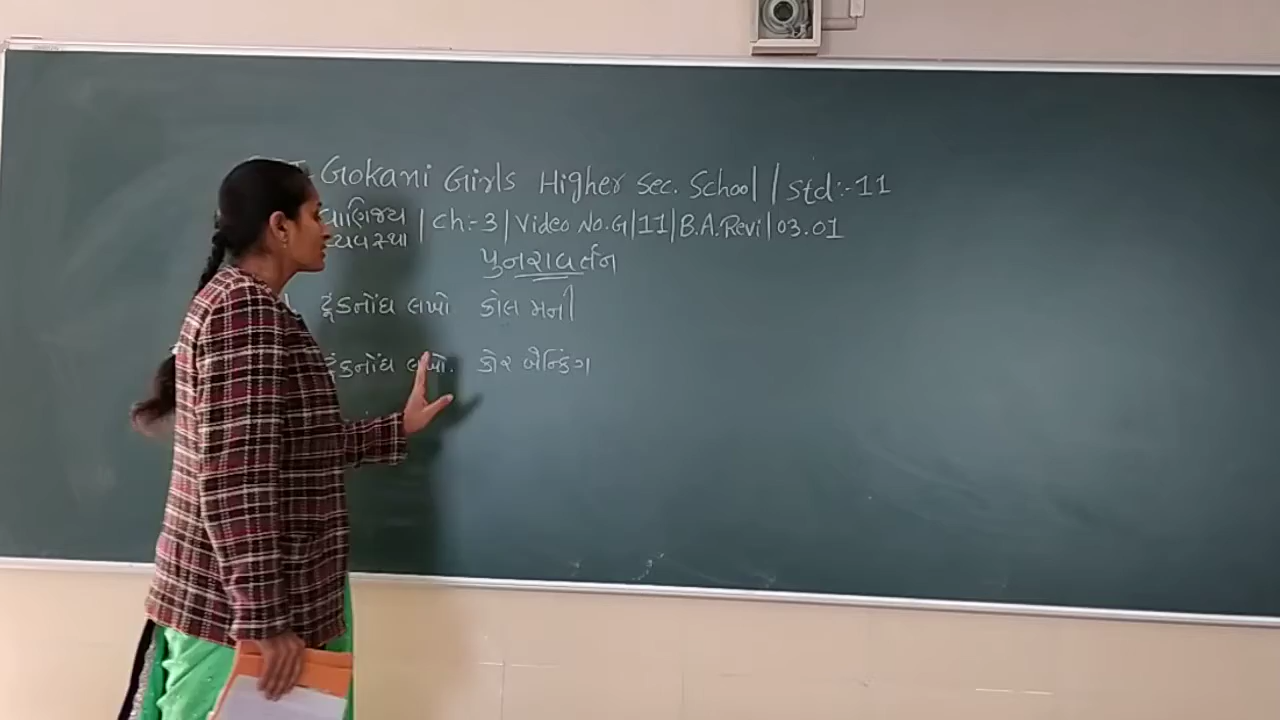 Gokani Girls Higher Sec. School / Std:-11
વાણિજ્ય વ્યવસ્થા | Ch:-3 | Video No.G|11| B.A.Revi | 03.01
પુનરાવર્તન
ટૂંકનોંધ લખો કોલ મની
ટૂંકનોંધ લખો. કોર બેન્કિંગ